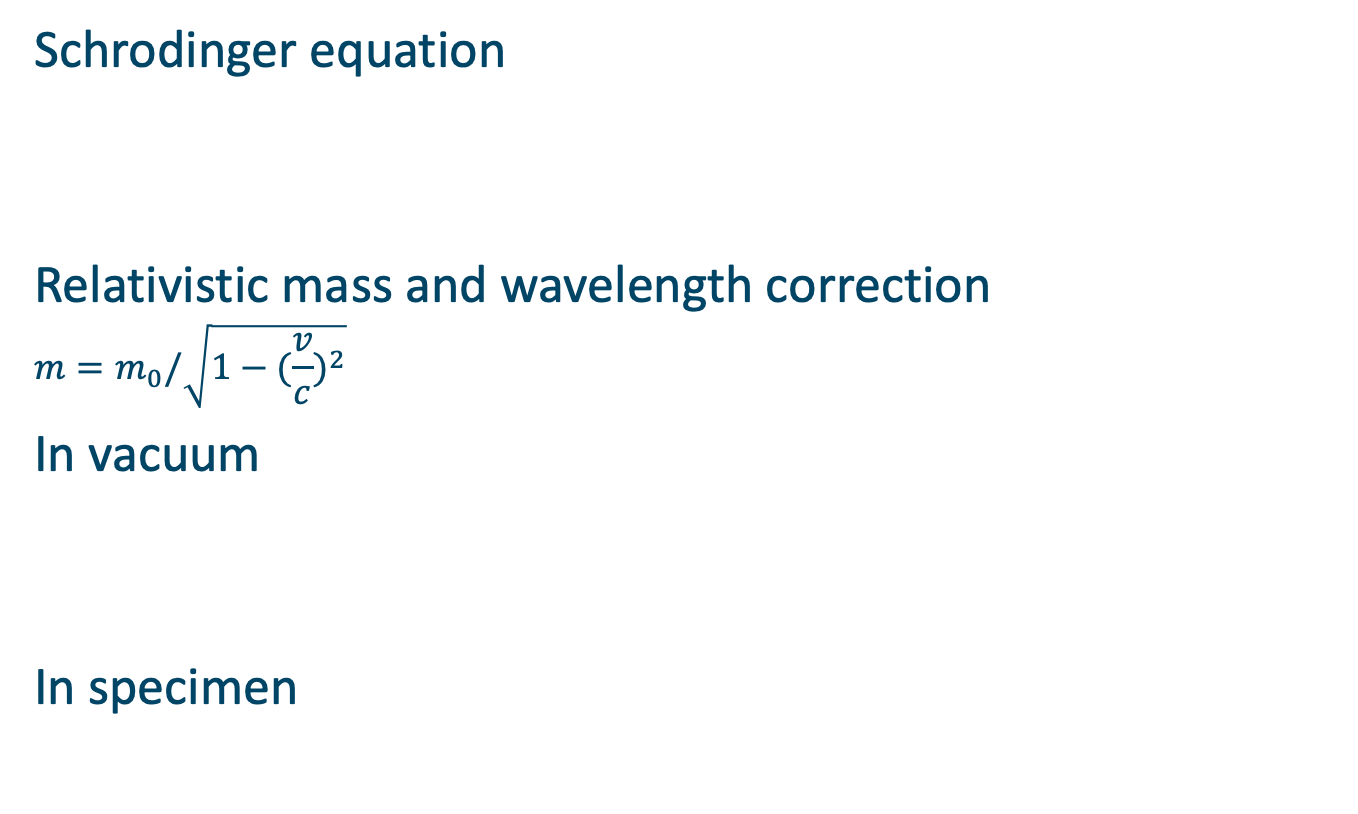 Schrodinger equation
Relativistic mass and wavelength correction
𝑚 = 𝑚₀/√1 − (𝑣/𝑐)²
In vacuum
In specimen